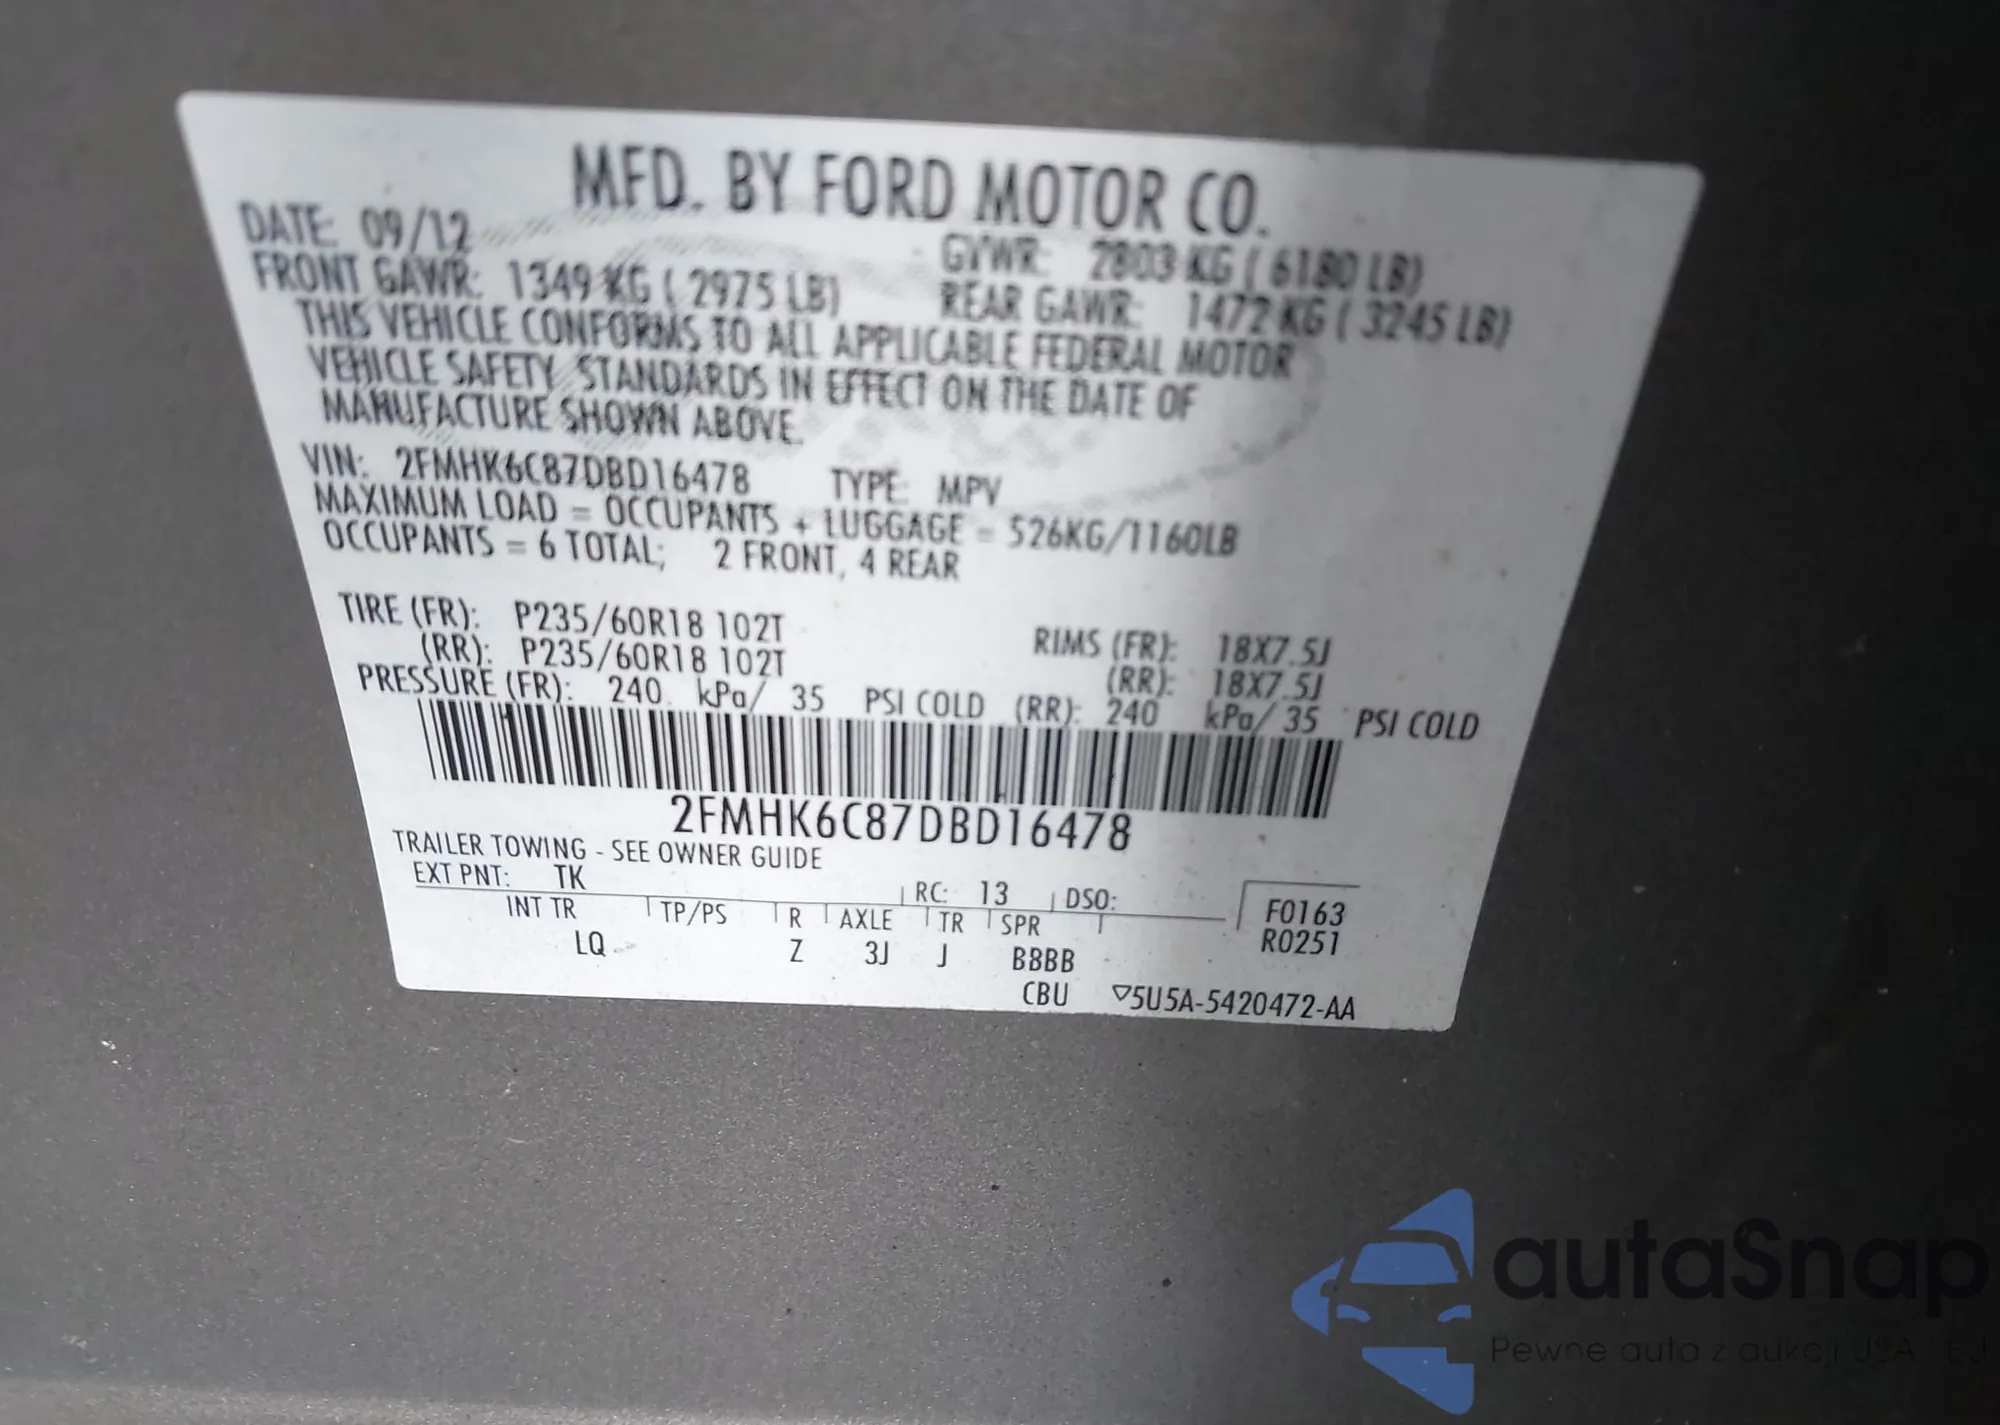 MFD. BY FORD MOTOR CO.
DATE: 09/12 GVWR: 2803 KG ( 6180 LB)
FRONT GAWR: 1349 KG ( 2975 LB) REAR GAWR: 1472 KG ( 3245 LB)
THIS VEHICLE CONFORMS TO ALL APPLICABLE FEDERAL MOTOR
VEHICLE SAFETY STANDARDS IN EFFECT ON THE DATE OF
MANUFACTURE SHOWN ABOVE.
VIN: 2FMHK6C87DBD16478 TYPE: MPV
MAXIMUM LOAD = OCCUPANTS + LUGGAGE = 526KG/1160LB
OCCUPANTS = 6 TOTAL; 2 FRONT, 4 REAR
TIRE (FR): P235/60R18 102T RIMS (FR): 18X7.5J
(RR): P235/60R18 102T (RR): 18X7.5J
PRESSURE (FR): 240 kPa/ 35 PSI COLD (RR): 240 kPa/ 35 PSI COLD
2FMHK6C87DBD16478
TRAILER TOWING - SEE OWNER GUIDE
EXT PNT: TK RC: 13 DSO: F0163
INT TR TP/PS R AXLE TR SPR R0251
LQ Z 3J J BBBB
CBU ▽5U5A-5420472-AA
autaSnap
Pewne auta z aukcji USA